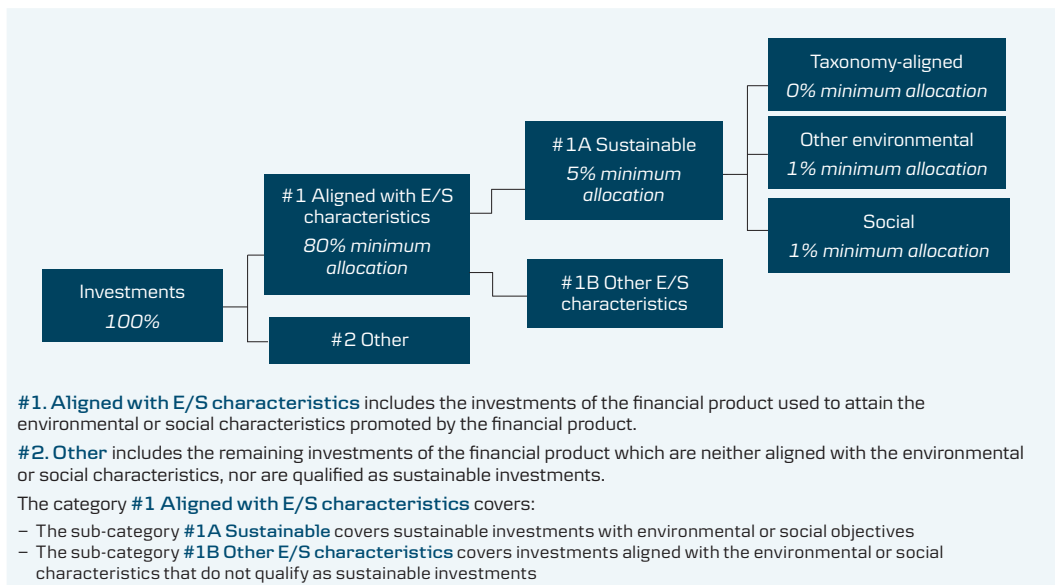 Taxonomy-aligned
0% minimum allocation
Other environmental
1% minimum allocation
Social
1% minimum allocation
#1A Sustainable
5% minimum
allocation
#1 Aligned with E/S
characteristics
80% minimum
allocation
#1B Other E/S
characteristics
Investments
100%
#2 Other
#1. Aligned with E/S characteristics includes the investments of the financial product used to attain the
environmental or social characteristics promoted by the financial product.
#2. Other includes the remaining investments of the financial product which are neither aligned with the environmental
or social characteristics, nor are qualified as sustainable investments.
The category #1 Aligned with E/S characteristics covers:
– The sub-category #1A Sustainable covers sustainable investments with environmental or social objectives
– The sub-category #1B Other E/S characteristics covers investments aligned with the environmental or social
characteristics that do not qualify as sustainable investments